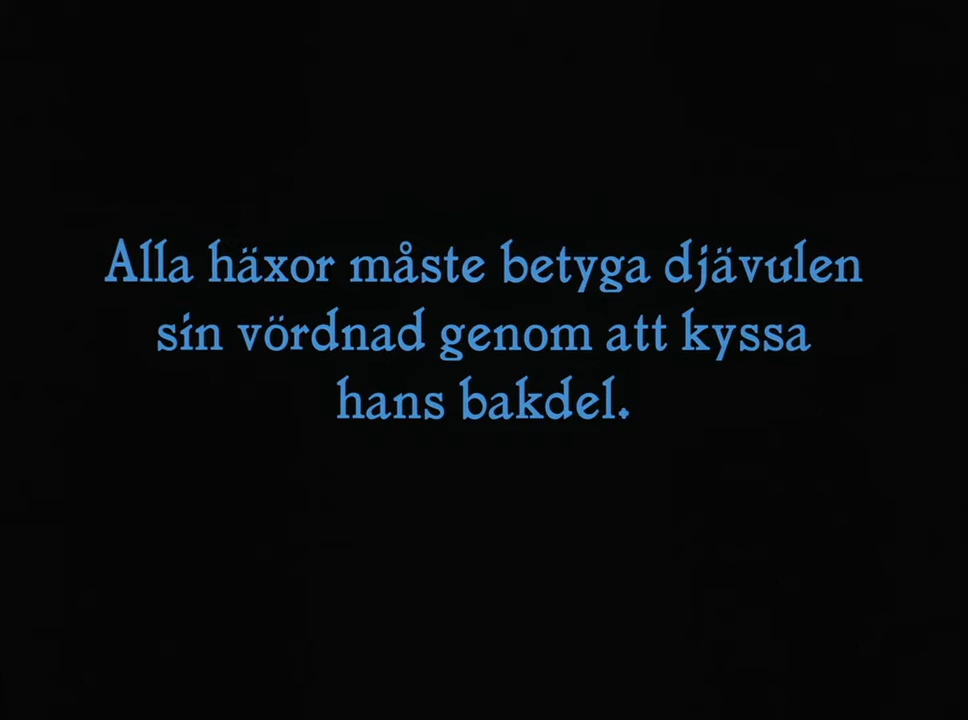 Alla häxor måste betyga djävulen
sin vördnad genom att kyssa
hans bakdel.